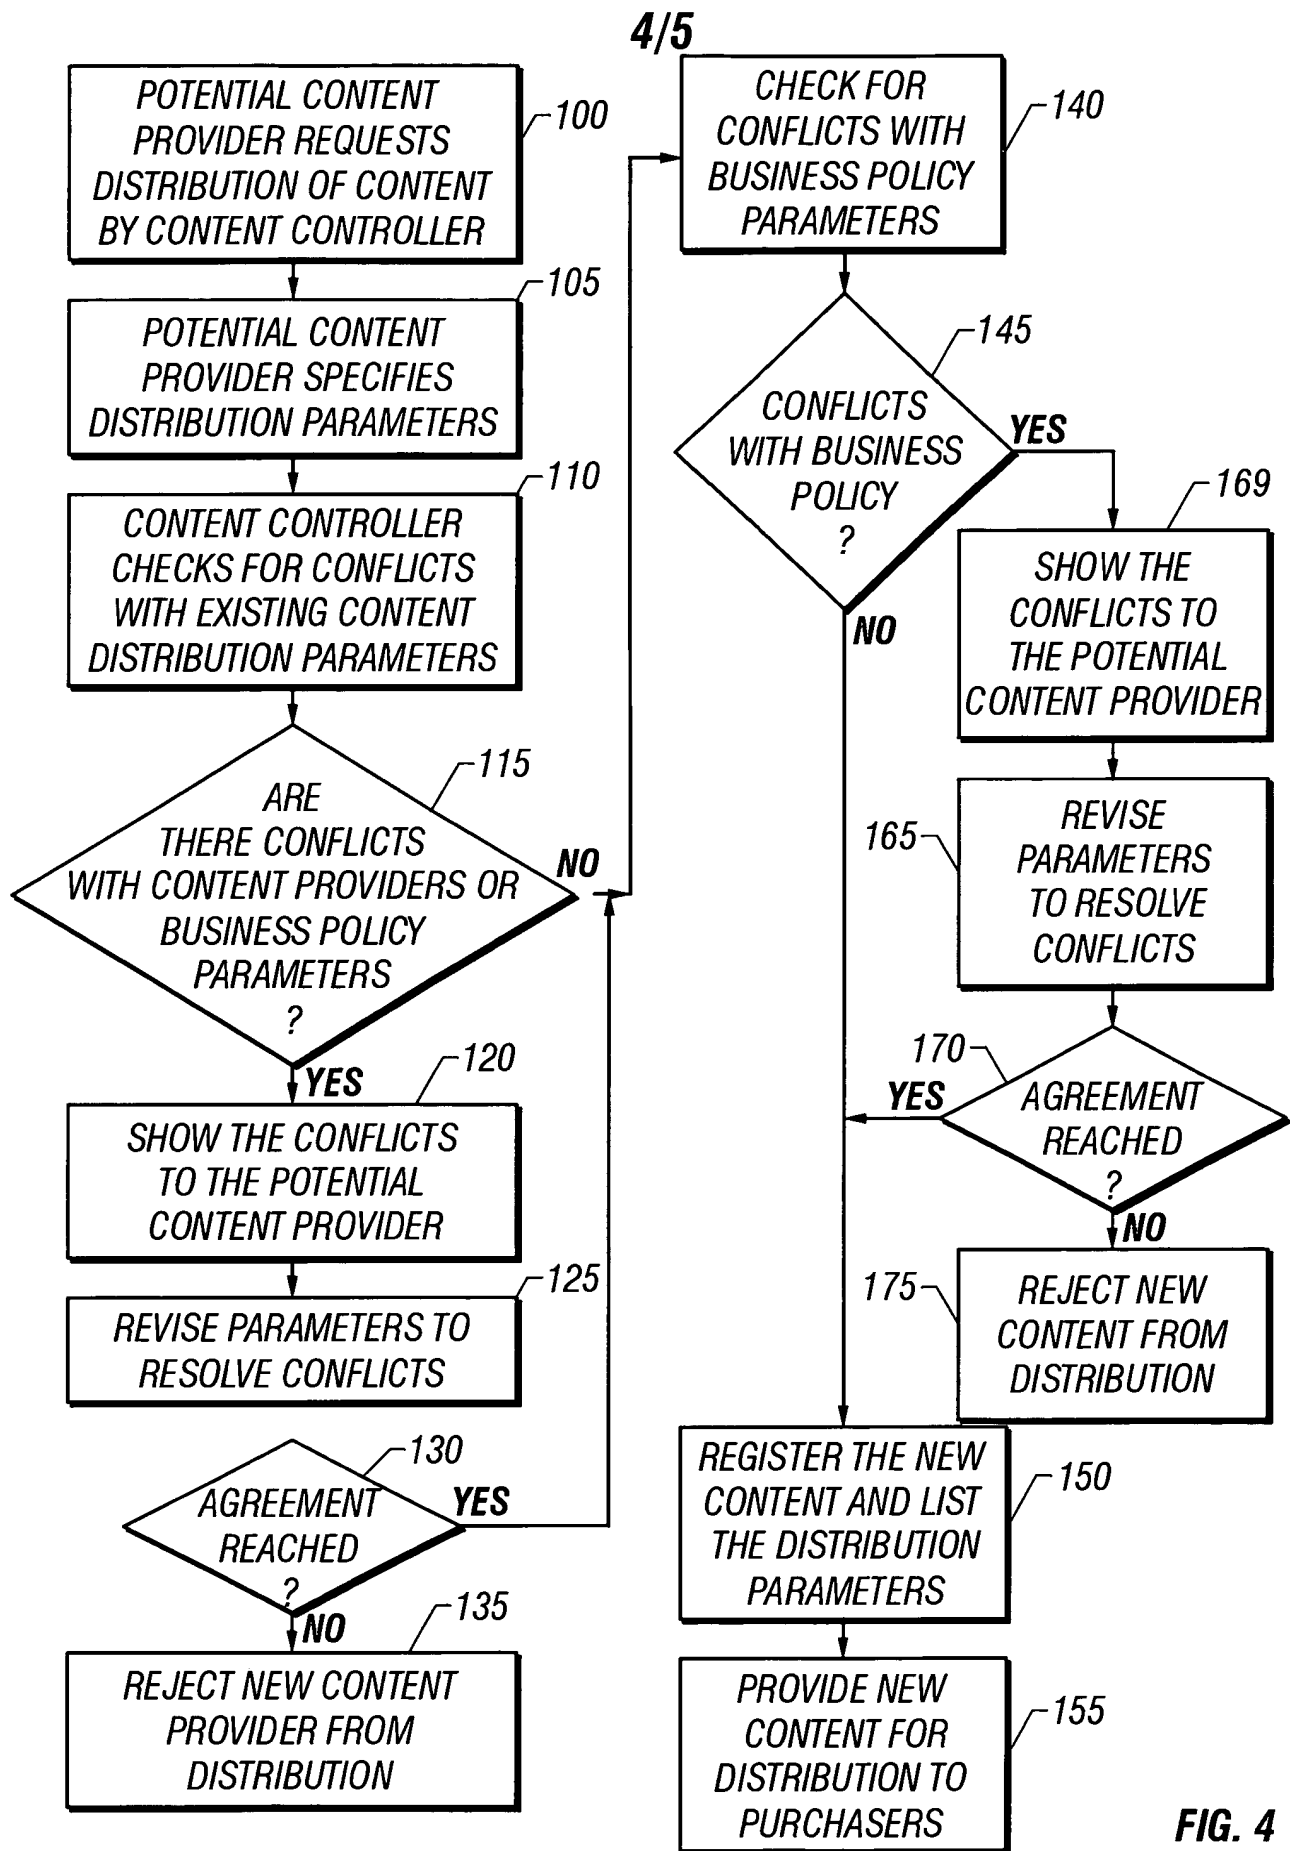 4/5
POTENTIAL CONTENT
PROVIDER REQUESTS
DISTRIBUTION OF CONTENT
BY CONTENT CONTROLLER
100
105
POTENTIAL CONTENT
PROVIDER SPECIFIES
DISTRIBUTION PARAMETERS
110
CONTENT CONTROLLER
CHECKS FOR CONFLICTS
WITH EXISTING CONTENT
DISTRIBUTION PARAMETERS
115
ARE
THERE CONFLICTS
WITH CONTENT PROVIDERS OR
BUSINESS POLICY
PARAMETERS
?
NO
YES
120
SHOW THE CONFLICTS
TO THE POTENTIAL
CONTENT PROVIDER
125
REVISE PARAMETERS TO
RESOLVE CONFLICTS
130
AGREEMENT
REACHED
?
YES
NO
135
REJECT NEW CONTENT
PROVIDER FROM
DISTRIBUTION
CHECK FOR
CONFLICTS WITH
BUSINESS POLICY
PARAMETERS
140
145
CONFLICTS
WITH BUSINESS
POLICY
?
YES
NO
169
SHOW THE
CONFLICTS TO
THE POTENTIAL
CONTENT PROVIDER
165
REVISE
PARAMETERS
TO RESOLVE
CONFLICTS
170
AGREEMENT
REACHED
?
YES
NO
175
REJECT NEW
CONTENT FROM
DISTRIBUTION
REGISTER THE NEW
CONTENT AND LIST
THE DISTRIBUTION
PARAMETERS
150
PROVIDE NEW
CONTENT FOR
DISTRIBUTION TO
PURCHASERS
155
FIG. 4